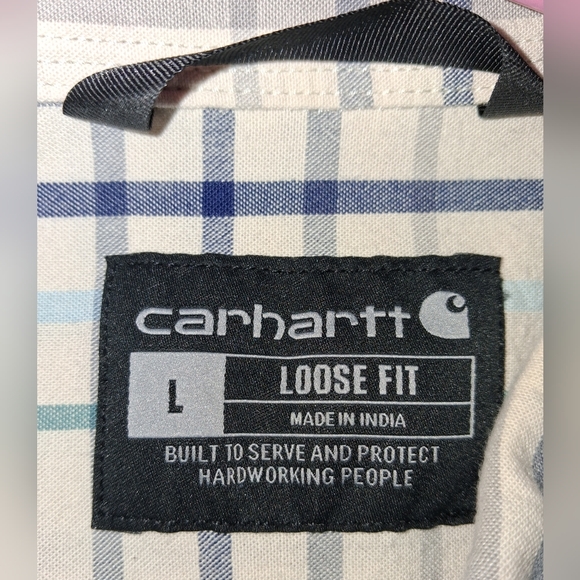 carhartt
L
LOOSE FIT
MADE IN INDIA
BUILT TO SERVE AND PROTECT
HARDWORKING PEOPLE